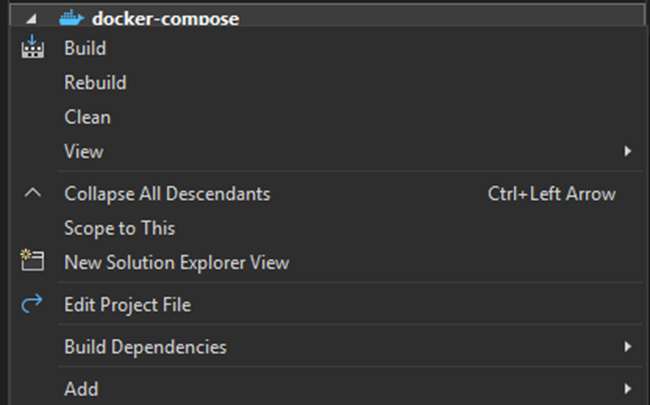 docker-compose
Build
Rebuild
Clean
View
Collapse All Descendants Ctrl+Left Arrow
Scope to This
New Solution Explorer View
Edit Project File
Build Dependencies
Add